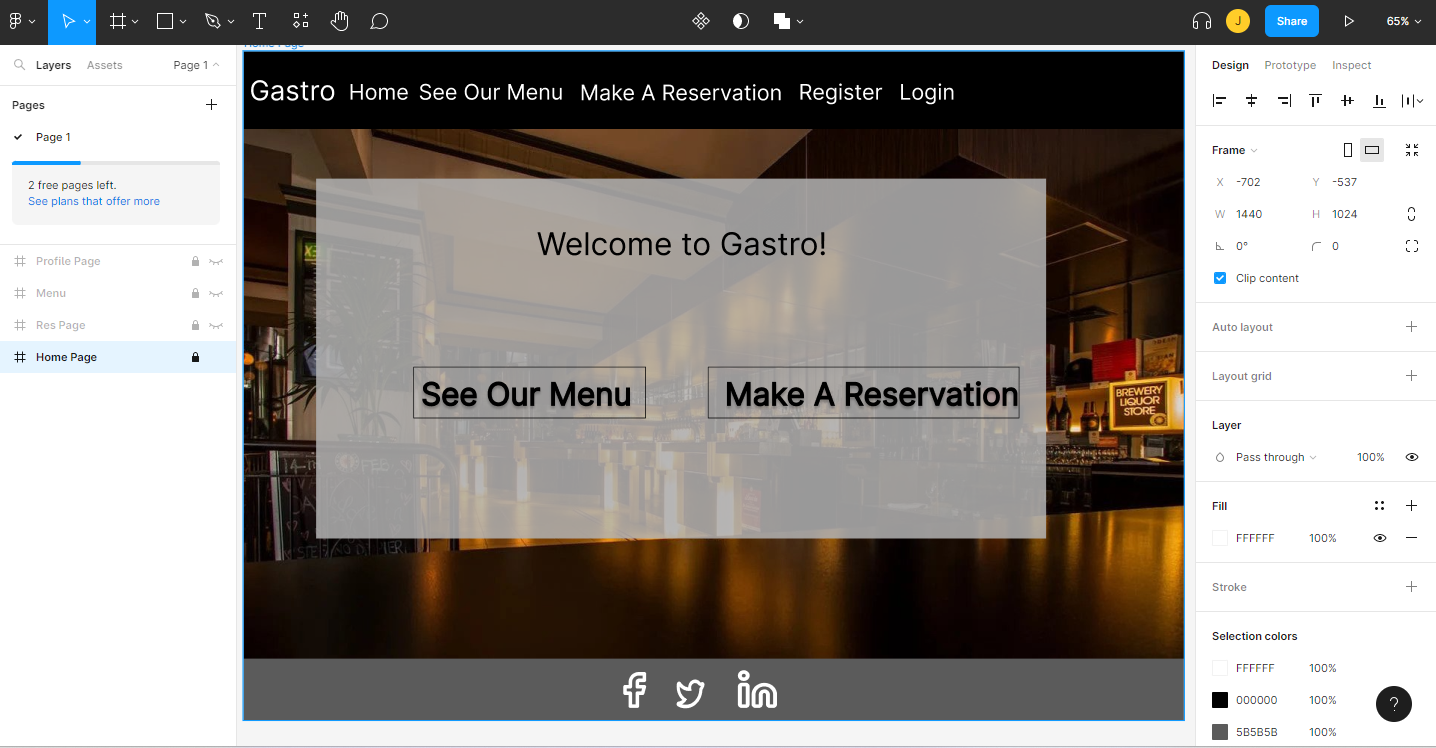 Share
J
65%
Layers
Assets
Page 1
Pages
Page 1
2 free pages left.
See plans that offer more
Profile Page
Menu
Res Page
Home Page
Home Page
Gastro
Home
See Our Menu
Make A Reservation
Register
Login
Welcome to Gastro!
See Our Menu
Make A Reservation
BREWERY
LIQUOR
STORE
Design
Prototype
Inspect
Frame
X -702
Y -537
W 1440
H 1024
0°
0
Clip content
Auto layout
Layout grid
Layer
Pass through
100%
Fill
FFFFFF 100%
Stroke
Selection colors
FFFFFF 100%
000000 100%
5B5B5B 100%
?